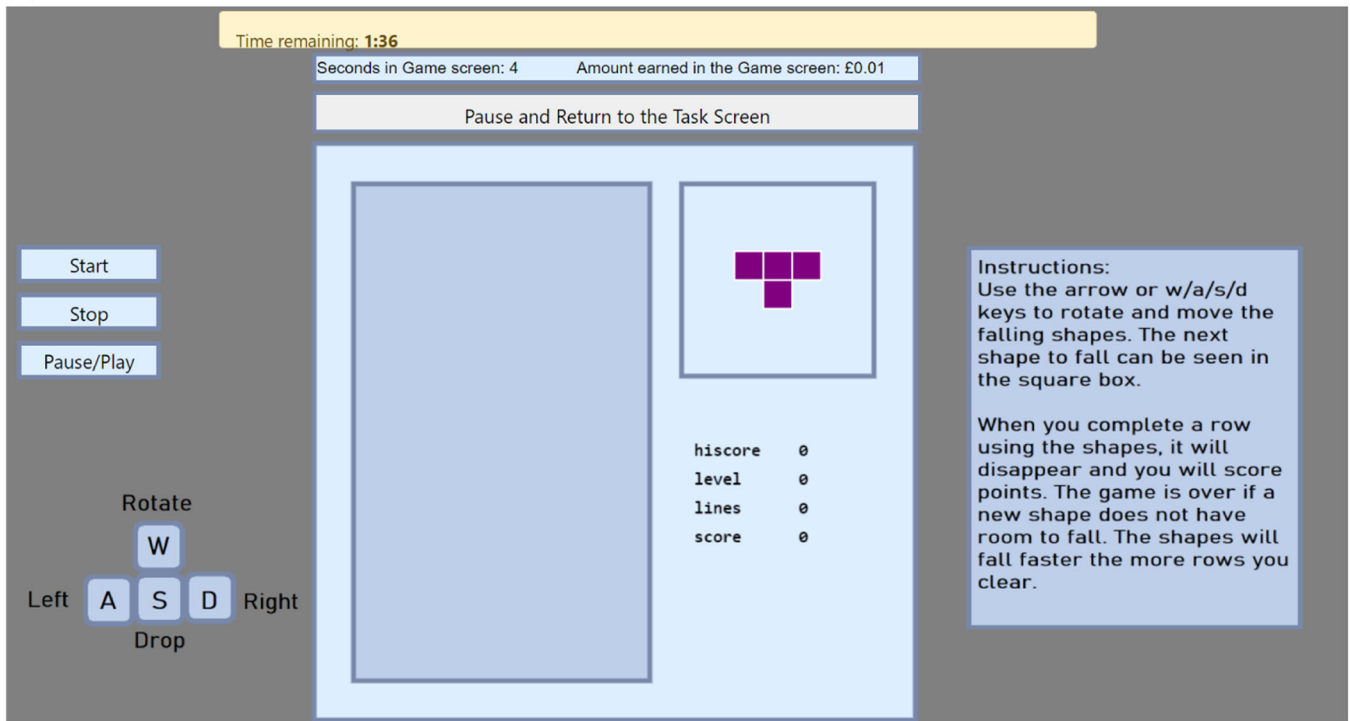 Time remaining: 1:36
Seconds in Game screen: 4 Amount earned in the Game screen: £0.01
Pause and Return to the Task Screen
Start
Stop
Pause/Play
hiscore 0
level 0
lines 0
score 0
Rotate
W
Left A S D Right
Drop
Instructions:
Use the arrow or w/a/s/d
keys to rotate and move the
falling shapes. The next
shape to fall can be seen in
the square box.
When you complete a row
using the shapes, it will
disappear and you will score
points. The game is over if a
new shape does not have
room to fall. The shapes will
fall faster the more rows you
clear.